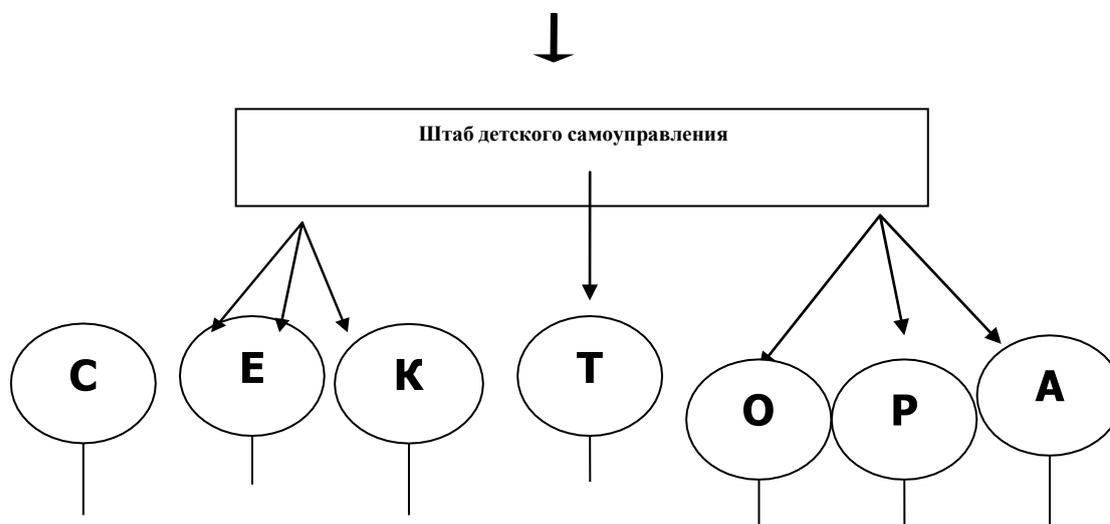 Штаб детского самоуправления
С Е К Т О Р А